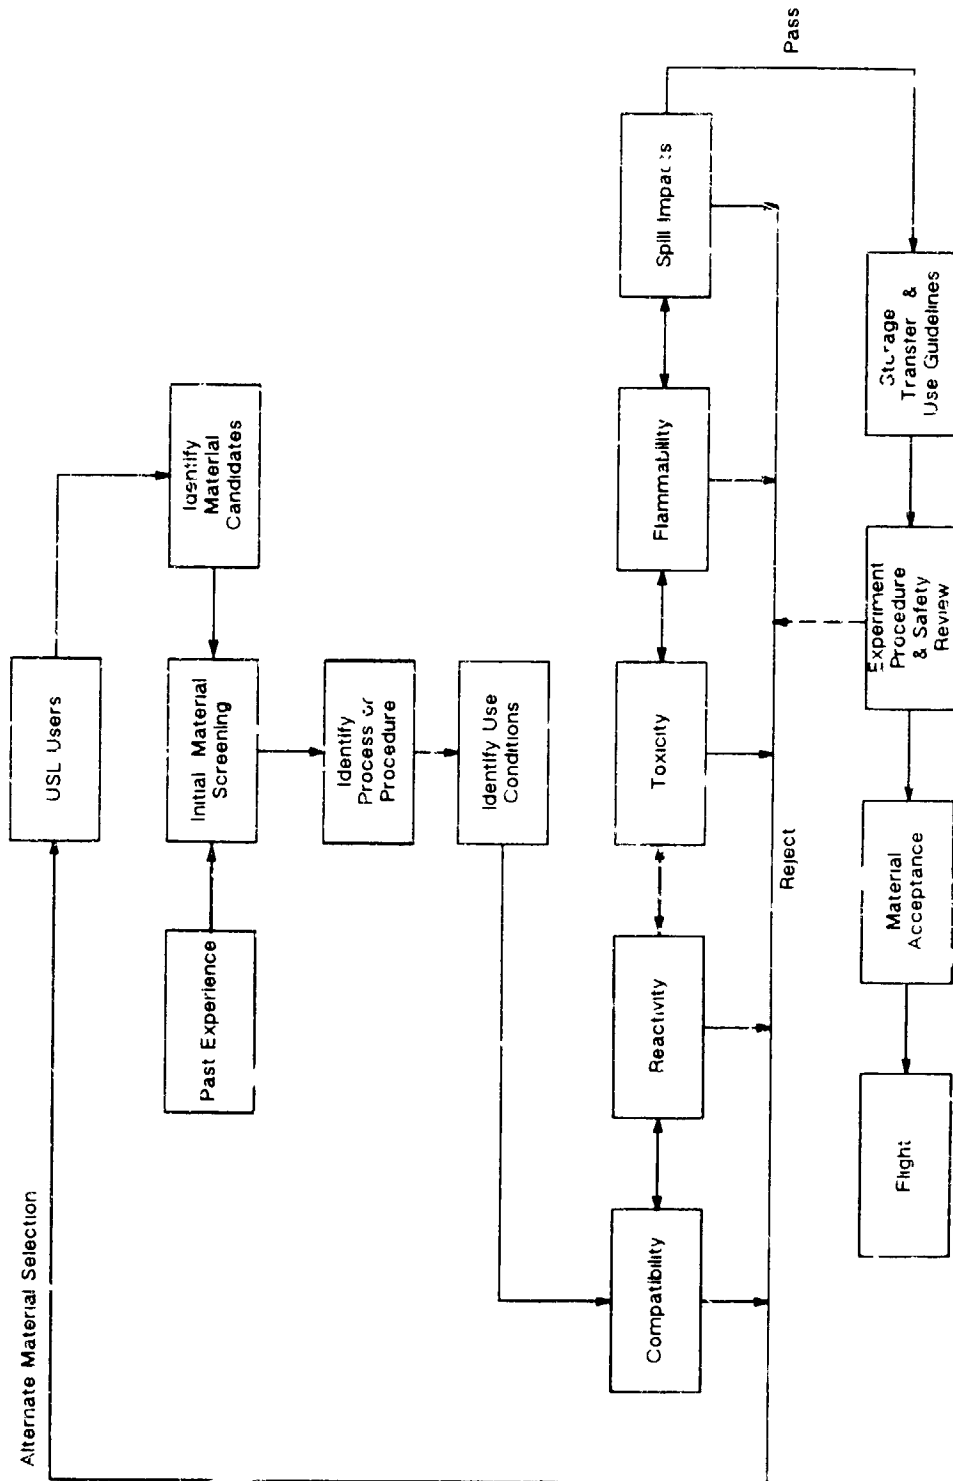 Alternate Material Selection
USL Users
Past Experience
Initial Material
Screening
Identify
Material
Candidates
Identify
Process or
Procedure
Identify Use
Conditions
Compatibility
Reactivity
Toxicity
Flammability
Spill Impacts
Reject
Pass
Flight
Material
Acceptance
Experiment
Procedure
& Safety
Review
Storage
Transfer &
Use Guidelines